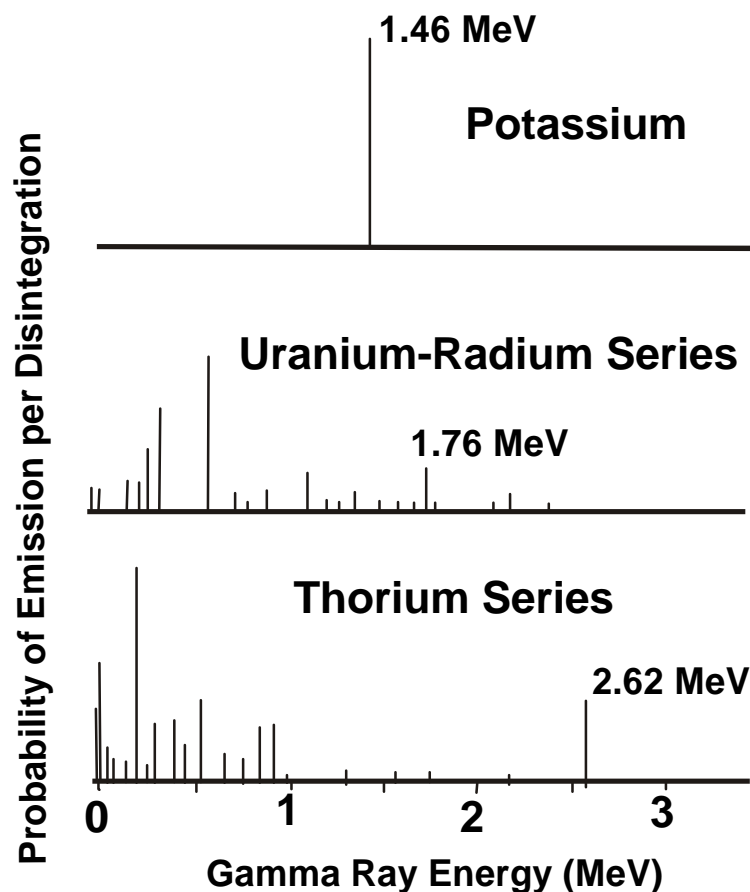 1.46 MeV
Potassium
Probability of Emission per Disintegration
Uranium-Radium Series
1.76 MeV
Thorium Series
2.62 MeV
0 1 2 3
Gamma Ray Energy (MeV)